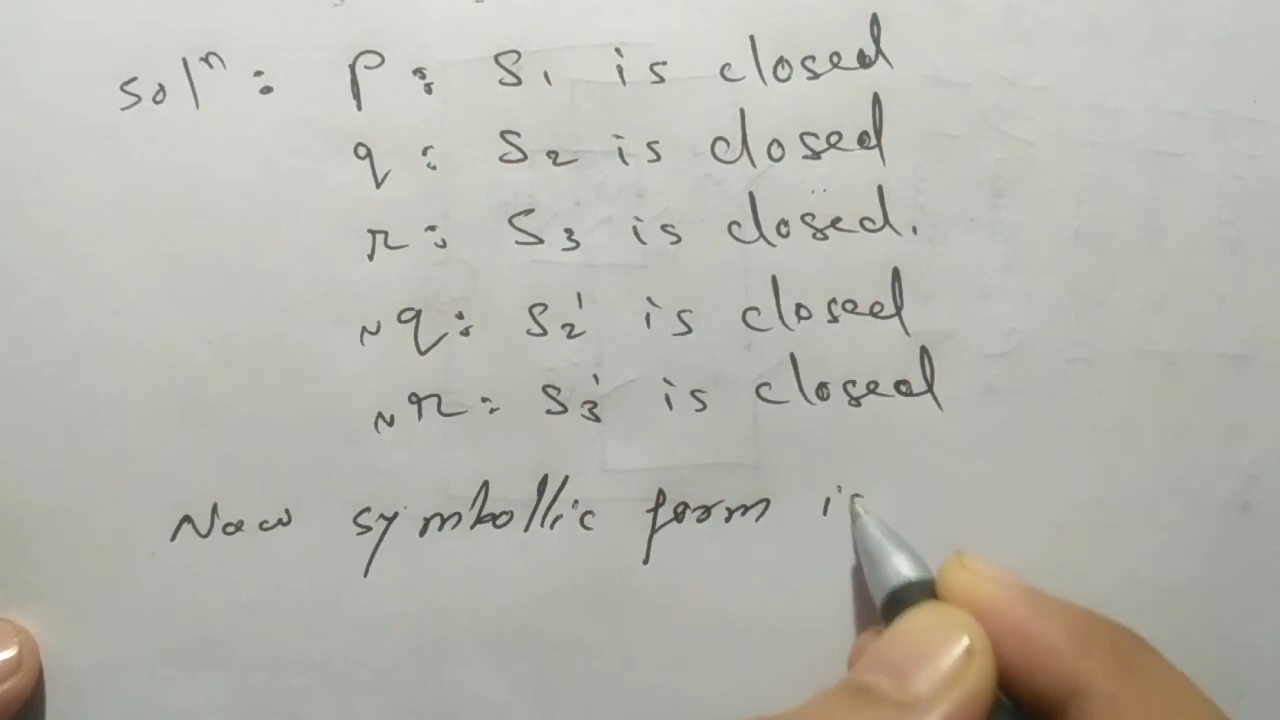 Solⁿ: p: S₁ is closed
q: S₂ is closed
r: S₃ is closed.
~q: S₂' is closed
~r: S₃' is closed
Now symbollic form is